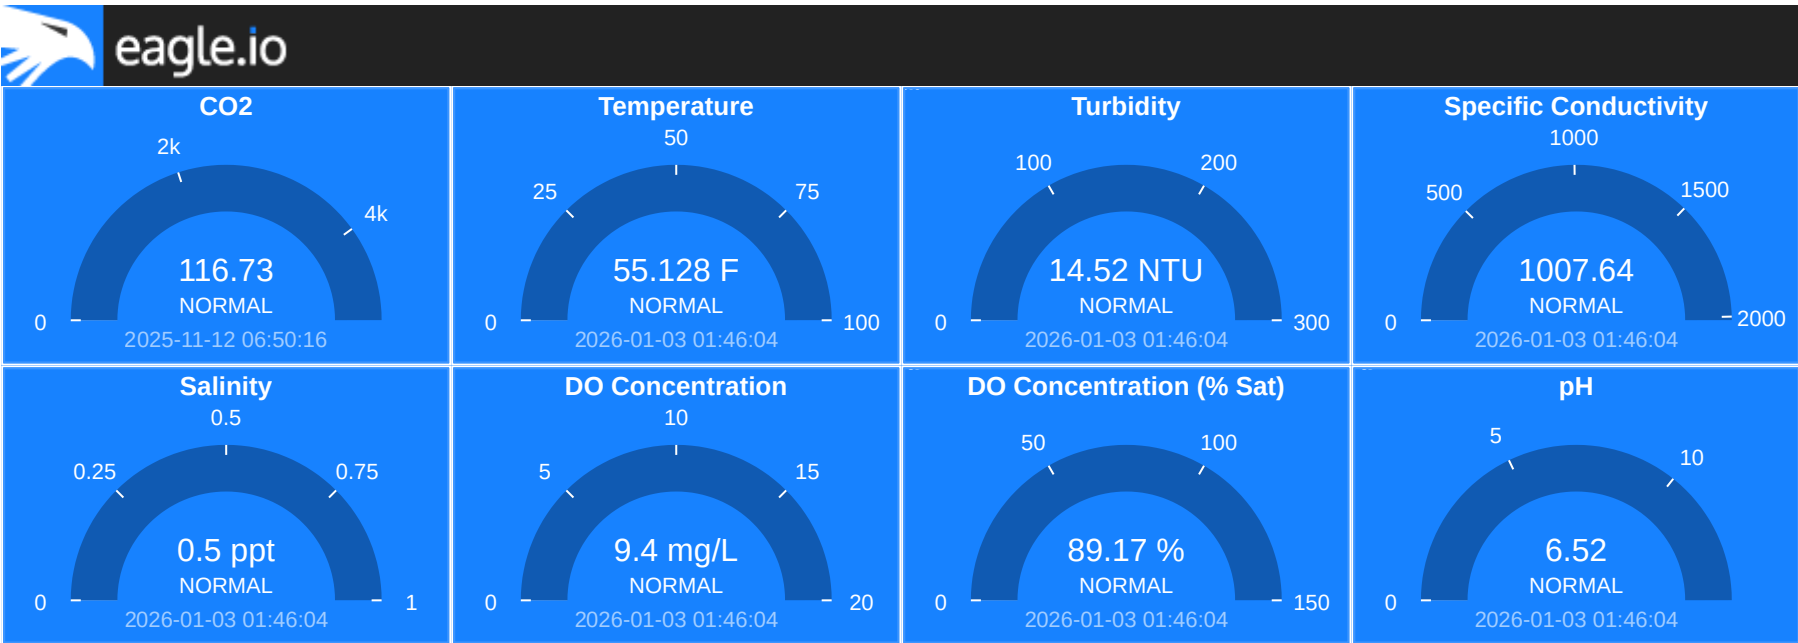 eagle.io
CO2
2k
4k
116.73
NORMAL
0
2025-11-12 06:50:16
Temperature
50
25
75
55.128 F
NORMAL
0
100
2026-01-03 01:46:04
Turbidity
100
200
14.52 NTU
NORMAL
0
300
2026-01-03 01:46:04
Specific Conductivity
1000
500
1500
1007.64
NORMAL
0
2000
2026-01-03 01:46:04
Salinity
0.5
0.25
0.75
0.5 ppt
NORMAL
0
1
2026-01-03 01:46:04
DO Concentration
10
5
15
9.4 mg/L
NORMAL
0
20
2026-01-03 01:46:04
DO Concentration (% Sat)
50
100
89.17 %
NORMAL
0
150
2026-01-03 01:46:04
pH
5
10
6.52
NORMAL
0
2026-01-03 01:46:04